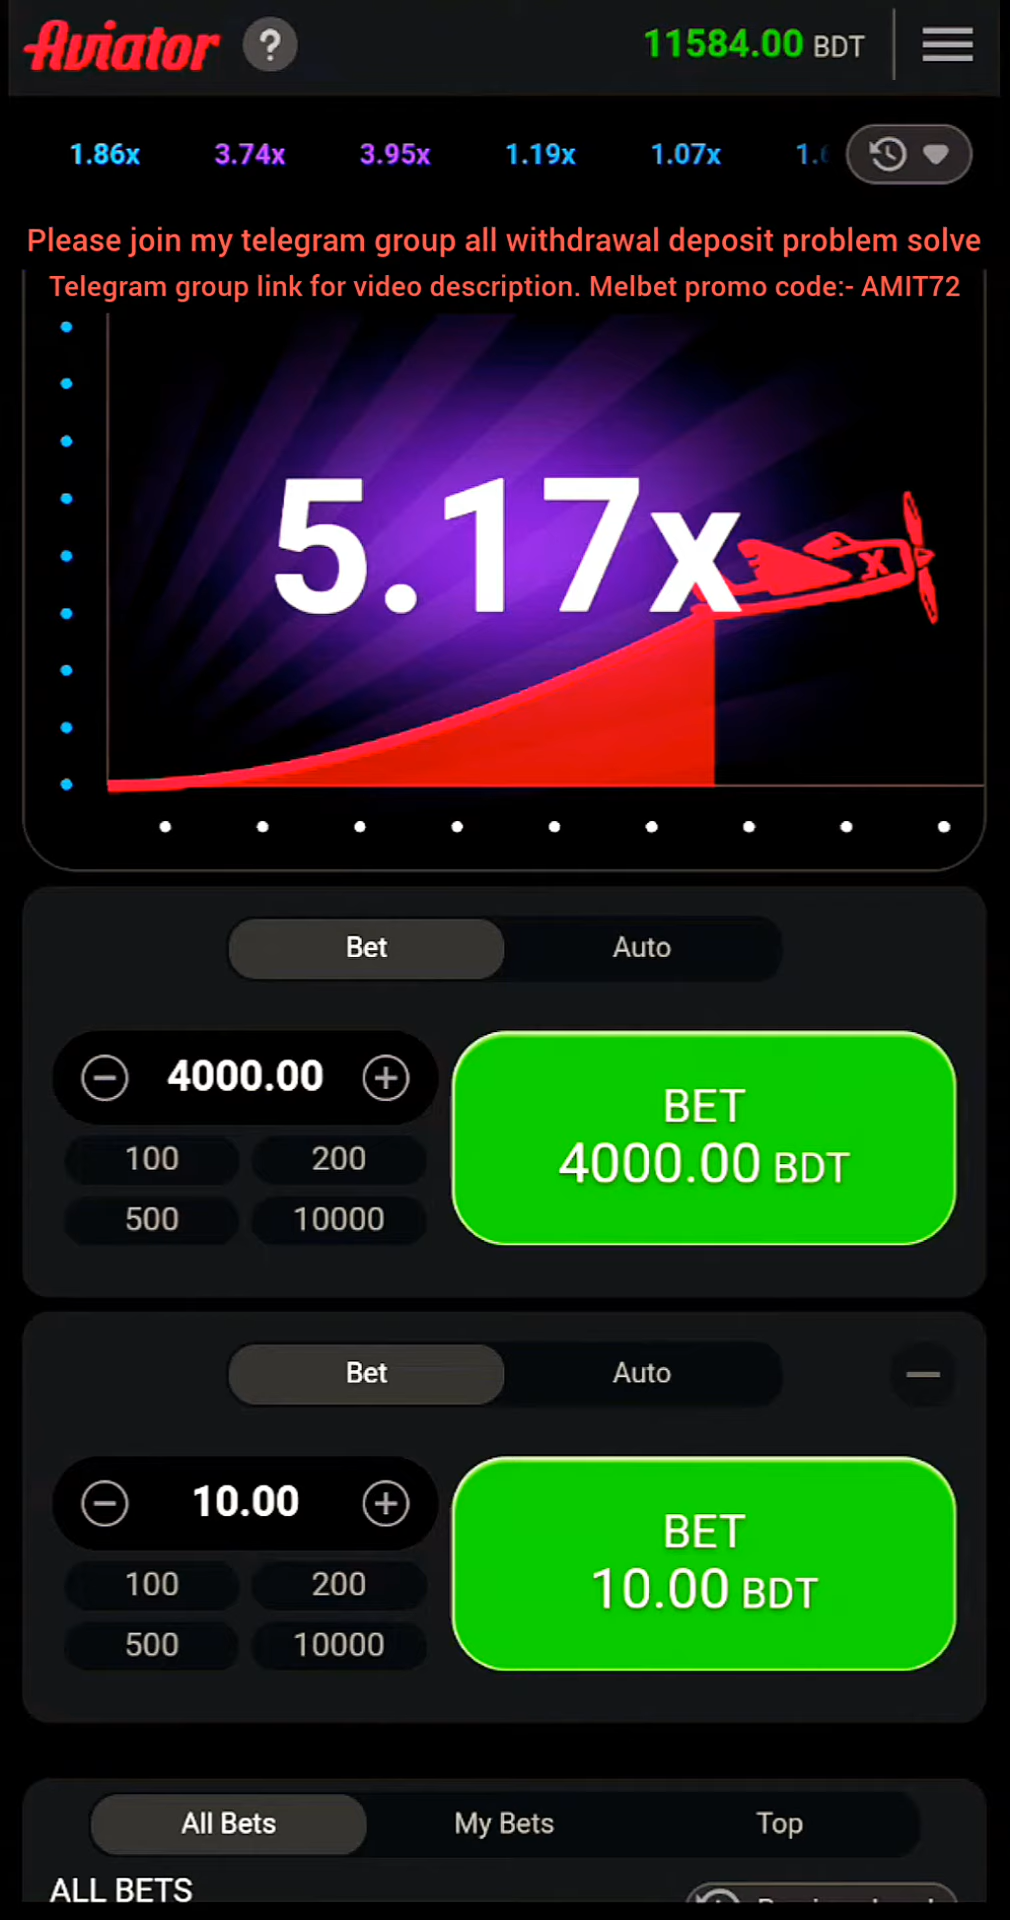 Aviator ? 11584.00 BDT
1.86x 3.74x 3.95x 1.19x 1.07x
Please join my telegram group all withdrawal deposit problem solve
Telegram group link for video description. Melbet promo code:- AMIT72
5.17x
X
Bet Auto
4000.00
BET
4000.00 BDT
100 200
500 10000
Bet Auto
10.00
BET
10.00 BDT
100 200
500 10000
All Bets My Bets Top
ALL BETS